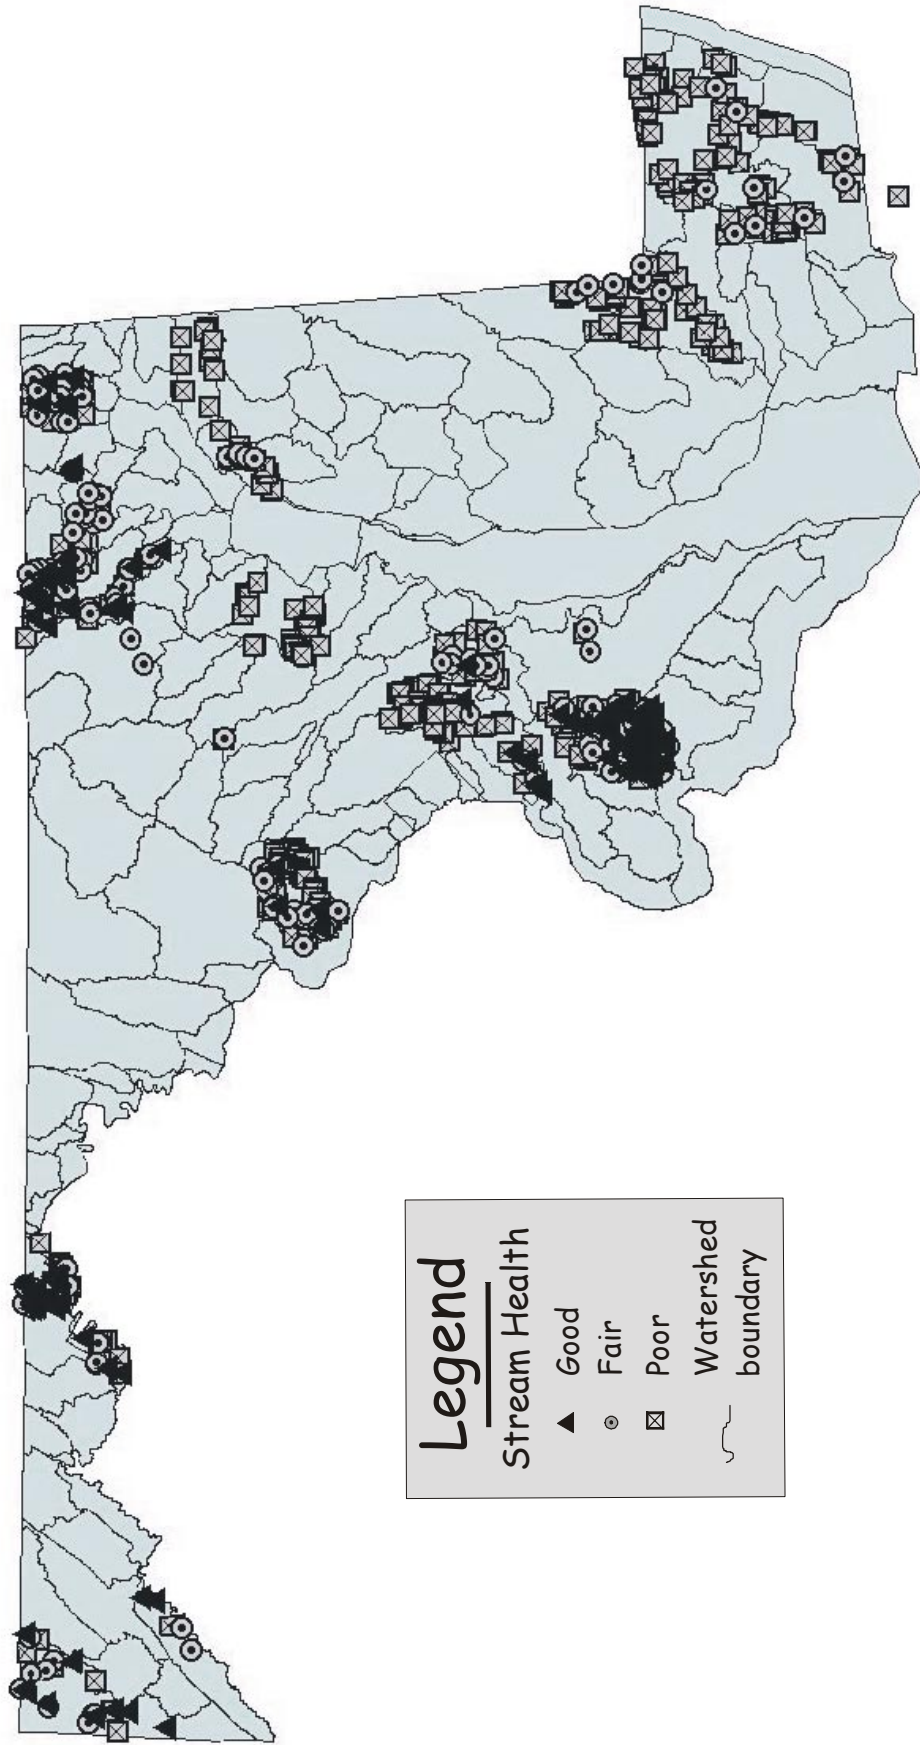 Legend
Stream Health
Good
Fair
Poor
Watershed
boundary